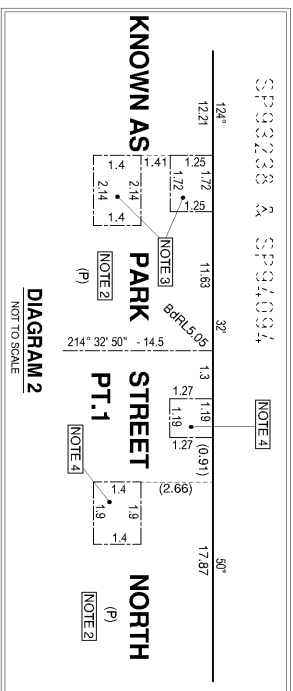 SP93238 & SP94094
124° 32' 50"
12.21
11.63
1.3
17.87
1.25
1.72
1.72
1.25
1.41
1.4
2.14
2.14
1.4
NOTE 3
BdRL5.05
214° 32' 50" - 14.5
1.27
1.19
1.19
1.27
(0.91)
NOTE 4
(2.66)
1.4
1.9
1.9
1.4
NOTE 4
KNOWN AS PARK STREET NORTH
PT.1
NOTE 2
(P)
NOTE 2
(P)
DIAGRAM 2
NOT TO SCALE